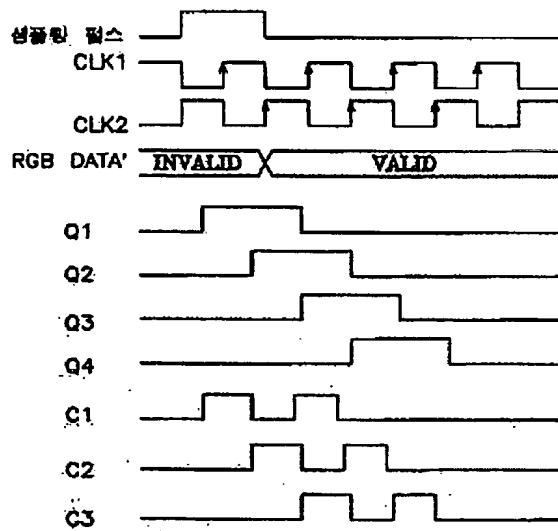 샘플링 펄스
CLK1
CLK2
RGB DATA' INVALID VALID
Q1
Q2
Q3
Q4
C1
C2
C3